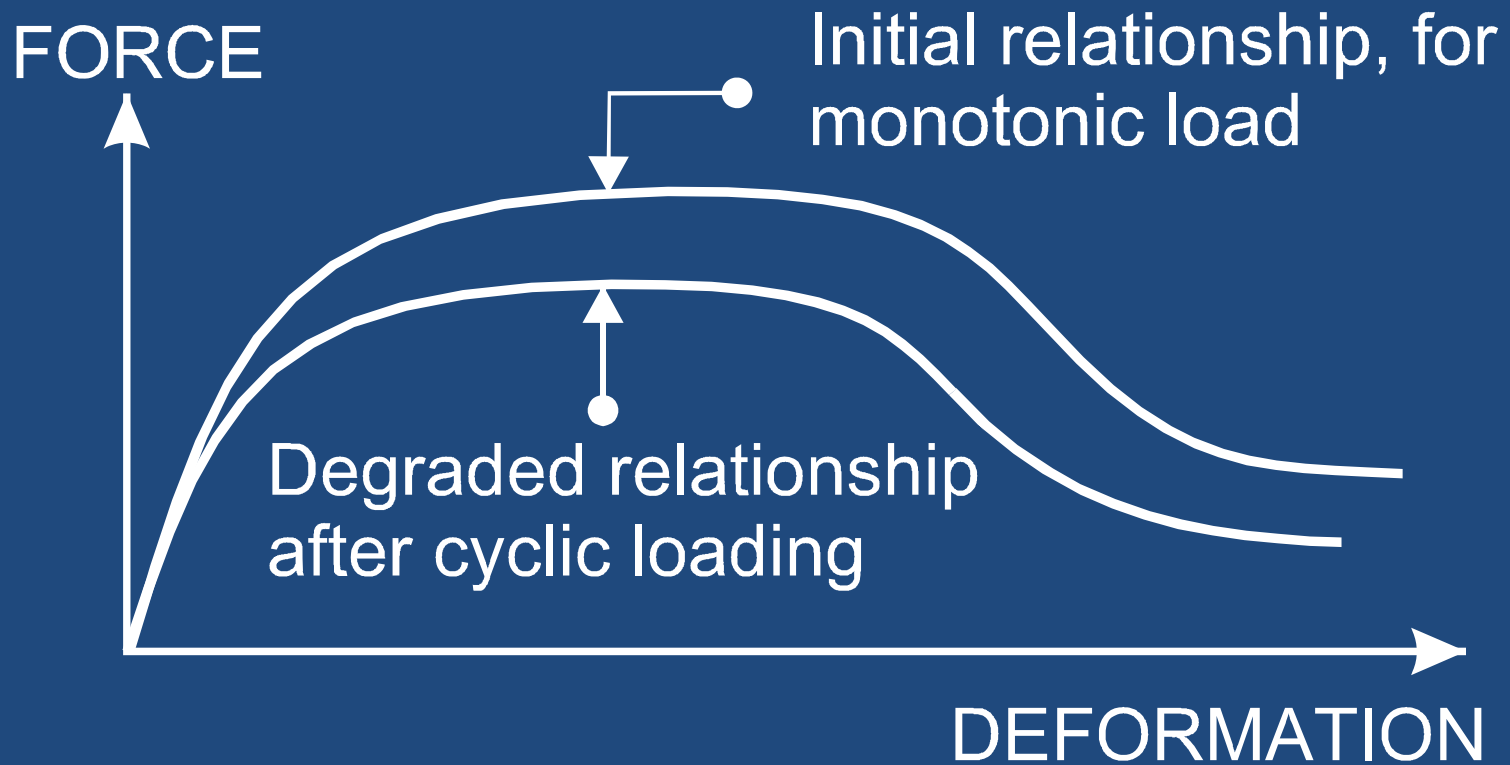 FORCE
Initial relationship, for
monotonic load
Degraded relationship
after cyclic loading
DEFORMATION